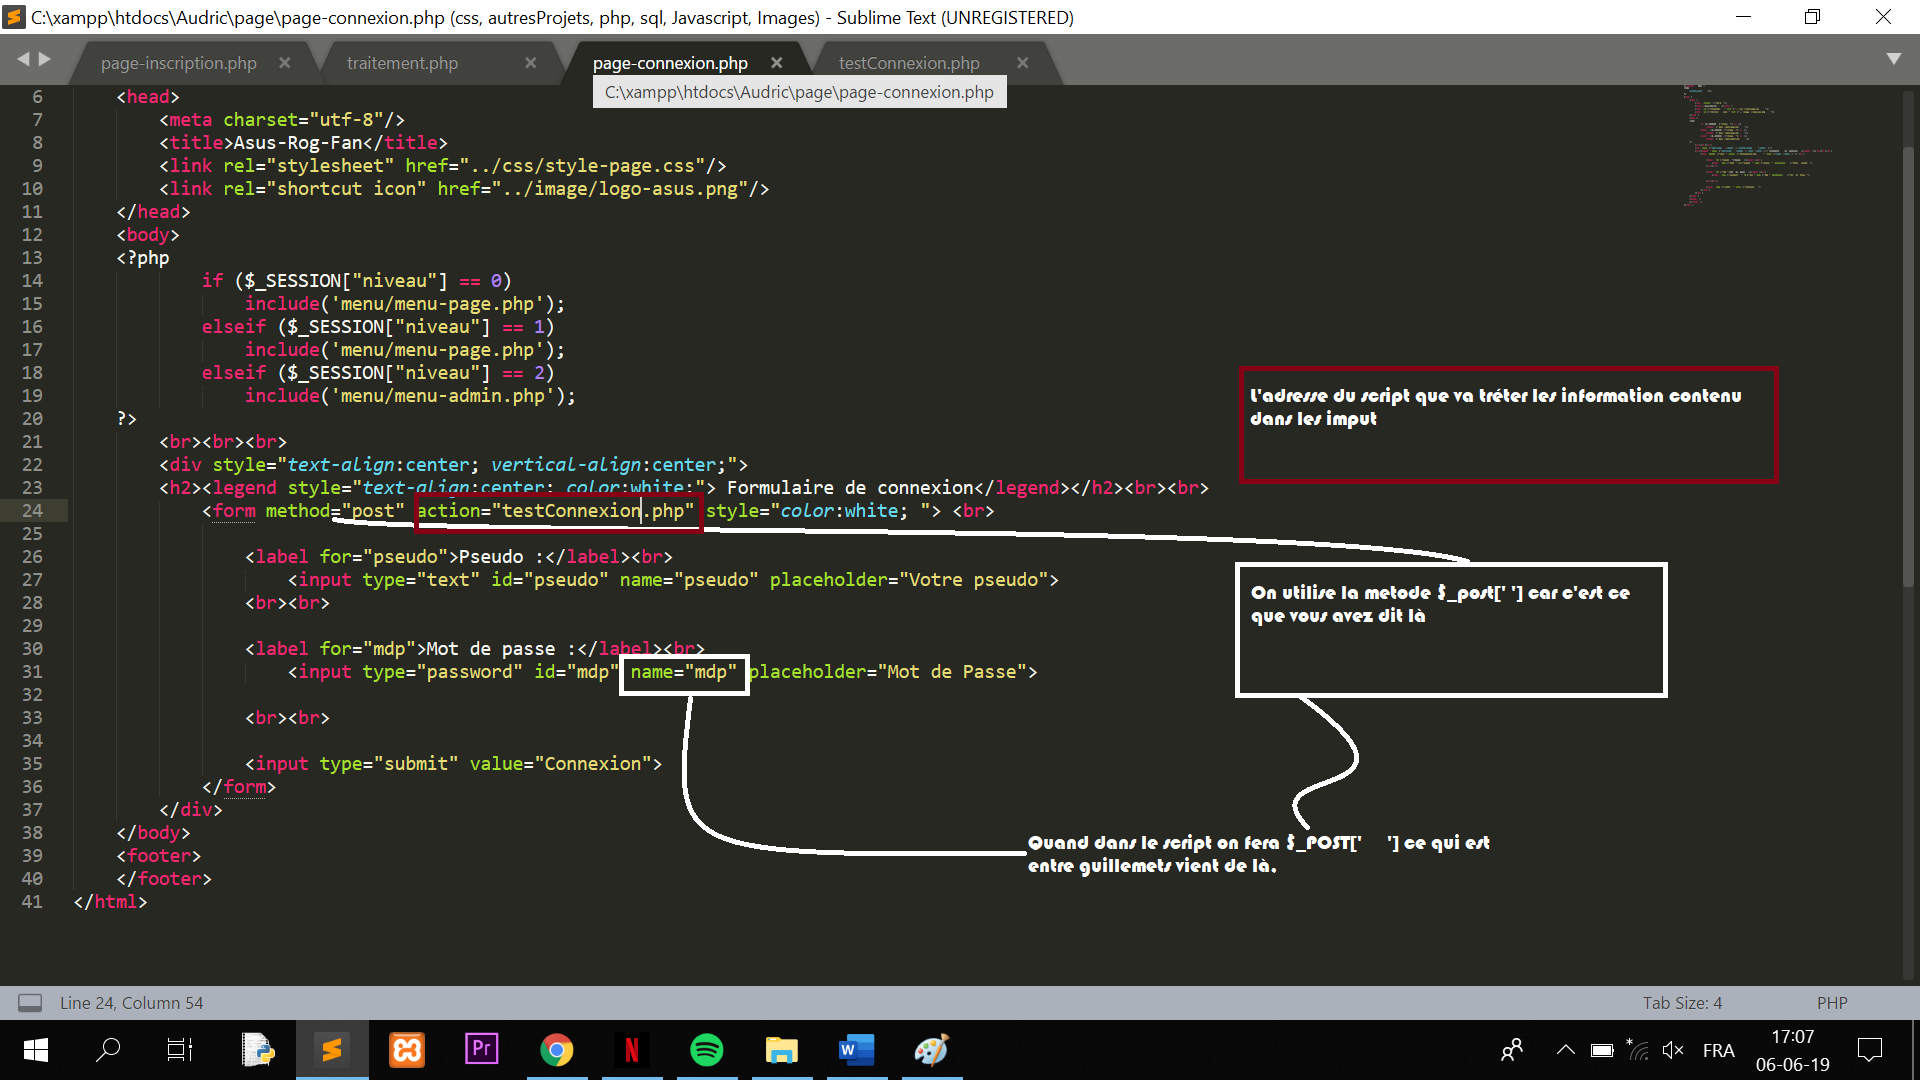 C:\xampp\htdocs\Audric\page\page-connexion.php (css, autresProjets, php, sql, Javascript, Images) - Sublime Text (UNREGISTERED)
page-inscription.php × traitement.php × page-connexion.php × testConnexion.php ×
C:\xampp\htdocs\Audric\page\page-connexion.php
6 <head>
7 <meta charset="utf-8"/>
8 <title>Asus-Rog-Fan</title>
9 <link rel="stylesheet" href="../css/style-page.css"/>
10 <link rel="shortcut icon" href="../image/logo-asus.png"/>
11 </head>
12 <body>
13 <?php
14 if ($_SESSION["niveau"] == 0)
15 include('menu/menu-page.php');
16 elseif ($_SESSION["niveau"] == 1)
17 include('menu/menu-page.php');
18 elseif ($_SESSION["niveau"] == 2)
19 include('menu/menu-admin.php');
20 ?>
21 <br><br><br>
22 <div style="text-align:center; vertical-align:center;">
23 <h2><legend style="text-align:center; color:white;"> Formulaire de connexion</legend></h2><br><br>
24 <form method="post" action="testConnexion.php" style="color:white; "> <br>
25
26 <label for="pseudo">Pseudo :</label><br>
27 <input type="text" id="pseudo" name="pseudo" placeholder="Votre pseudo">
28 <br><br>
29
30 <label for="mdp">Mot de passe :</label><br>
31 <input type="password" id="mdp" name="mdp" placeholder="Mot de Passe">
32
33 <br><br>
34
35 <input type="submit" value="Connexion">
36 </form>
37 </div>
38 </body>
39 <footer>
40 </footer>
41 </html>
L'adresse du script que va tréter les information contenu
dans les imput
On utilise la metode $_post[' '] car c'est ce
que vous avez dit là
Quand dans le script on fera $_POST[' '] ce qui est
entre guillemets vient de là.
Line 24, Column 54
Tab Size: 4
PHP
Pr
N
W
FRA
17:07
06-06-19